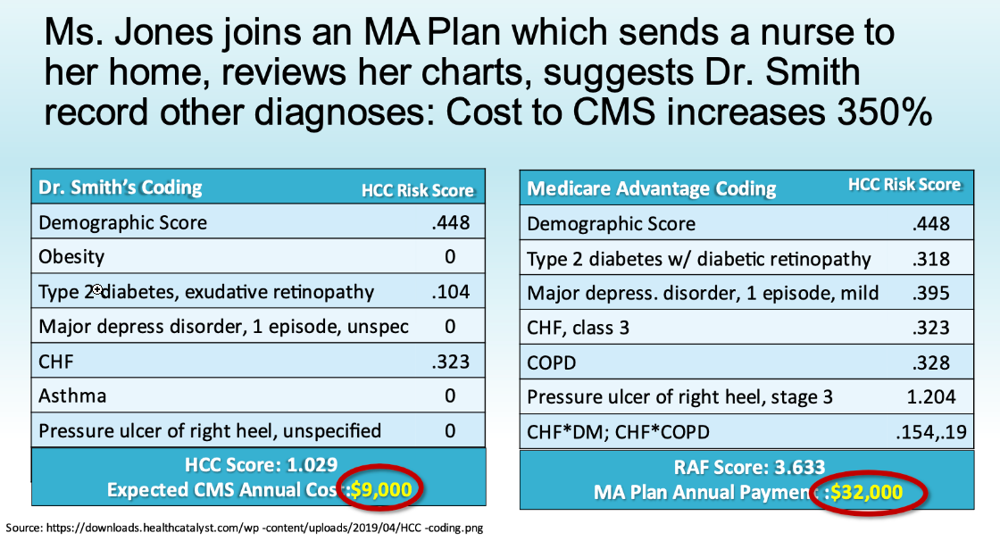 Ms. Jones joins an MA Plan which sends a nurse to
her home, reviews her charts, suggests Dr. Smith
record other diagnoses: Cost to CMS increases 350%
Dr. Smith's Coding HCC Risk Score
Demographic Score .448
Obesity 0
Type 2 diabetes, exudative retinopathy .104
Major depress disorder, 1 episode, unspec 0
CHF .323
Asthma 0
Pressure ulcer of right heel, unspecified 0
HCC Score: 1.029
Expected CMS Annual Cost:$9,000
Medicare Advantage Coding HCC Risk Score
Demographic Score .448
Type 2 diabetes w/ diabetic retinopathy .318
Major depress. disorder, 1 episode, mild .395
CHF, class 3 .323
COPD .328
Pressure ulcer of right heel, stage 3 1.204
CHF*DM; CHF*COPD .154,.19
RAF Score: 3.633
MA Plan Annual Payment :$32,000
Source: https://downloads.healthcatalyst.com/wp -content/uploads/2019/04/HCC -coding.png